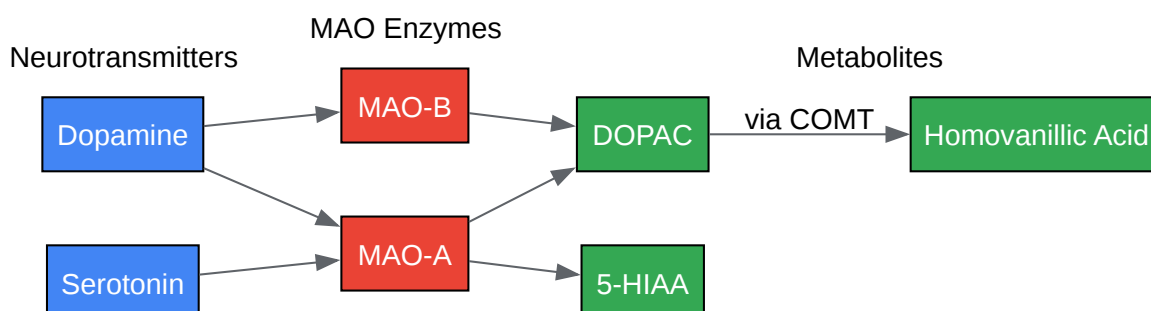 MAO Enzymes
Neurotransmitters
Metabolites
MAO-B
Dopamine
DOPAC
via COMT
Homovanillic Acid
MAO-A
Serotonin
5-HIAA